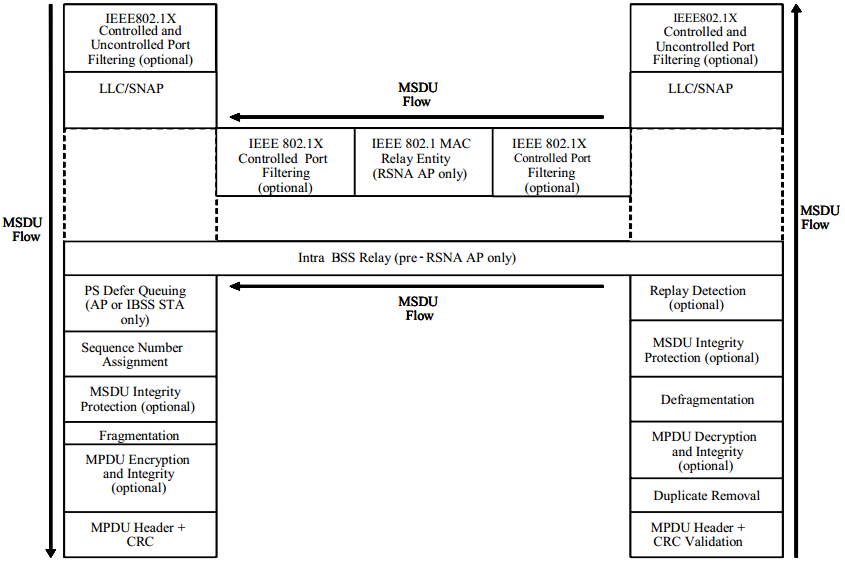 IEEE802.1X
Controlled and
Uncontrolled Port
Filtering (optional)
LLC/SNAP
MSDU
Flow
IEEE802.1X
Controlled and
Uncontrolled Port
Filtering (optional)
LLC/SNAP
IEEE 802.1X
Controlled Port
Filtering
(optional)
IEEE 802.1 MAC
Relay Entity
(RSNA AP only)
IEEE 802.1X
Controlled Port
Filtering
(optional)
MSDU
Flow
MSDU
Flow
Intra BSS Relay (pre-RSNA AP only)
PS Defer Queuing
(AP or IBSS STA
only)
Sequence Number
Assignment
MSDU Integrity
Protection (optional)
Fragmentation
MPDU Encryption
and Integrity
(optional)
MPDU Header +
CRC
MSDU
Flow
Replay Detection
(optional)
MSDU Integrity
Protection (optional)
Defragmentation
MPDU Decryption
and Integrity
(optional)
Duplicate Removal
MPDU Header +
CRC Validation